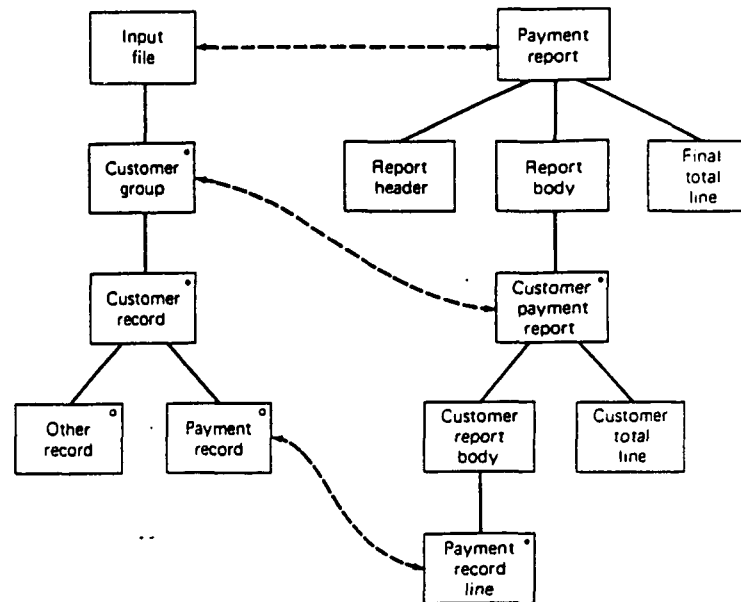 Input
file
Payment
report
Customer
group
Report
header
Report
body
Final
total
line
Customer
record
Customer
payment
report
Other
record
Payment
record
Customer
report
body
Customer
total
line
Payment
record
line